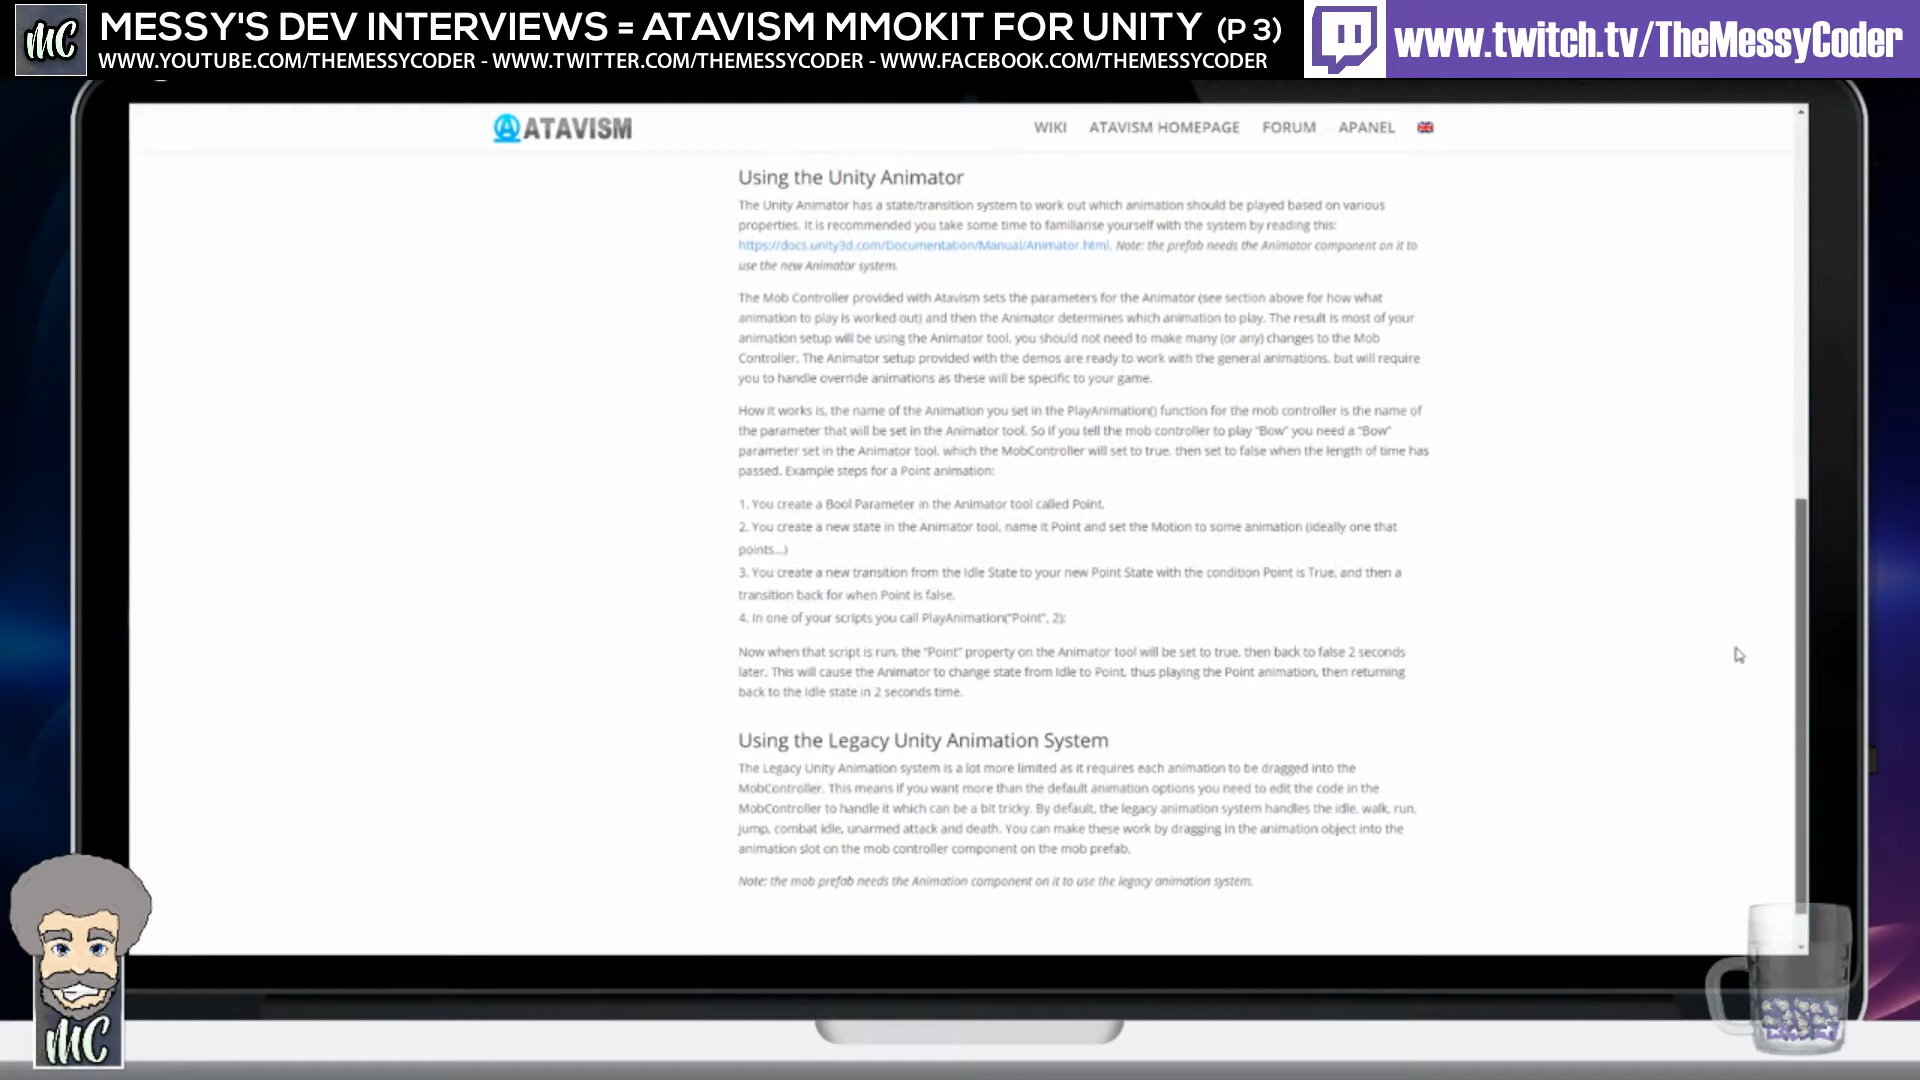 MC
MESSY'S DEV INTERVIEWS = ATAVISM MMOKIT FOR UNITY (P 3)
WWW.YOUTUBE.COM/THEMESSYCODER - WWW.TWITTER.COM/THEMESSYCODER - WWW.FACEBOOK.COM/THEMESSYCODER
www.twitch.tv/TheMessyCoder
ATAVISM
WIKI ATAVISM HOMEPAGE FORUM APANEL
Using the Unity Animator
The Unity Animator has a state/transition system to work out which animation should be played based on various
properties. It is recommended you take some time to familiarise yourself with the system by reading this:
https://docs.unity3d.com/Documentation/Manual/Animator.html. Note: the prefab needs the Animator component on it to
use the new Animator system.
The Mob Controller provided with Atavism sets the parameters for the Animator (see section above for how what
animation to play is worked out) and then the Animator determines which animation to play. The result is most of your
animation setup will be using the Animator tool, you should not need to make many (or any) changes to the Mob
Controller. The Animator setup provided with the demos are ready to work with the general animations, but will require
you to handle override animations as these will be specific to your game.
How it works is, the name of the Animation you set in the PlayAnimation() function for the mob controller is the name of
the parameter that will be set in the Animator tool. So if you tell the mob controller to play “Bow” you need a “Bow”
parameter set in the Animator tool, which the MobController will set to true, then set to false when the length of time has
passed. Example steps for a Point animation:
1. You create a Bool Parameter in the Animator tool called Point.
2. You create a new state in the Animator tool, name it Point and set the Motion to some animation (ideally one that
points…)
3. You create a new transition from the Idle State to your new Point State with the condition Point is True, and then a
transition back for when Point is false.
4. In one of your scripts you call PlayAnimation(“Point”, 2);
Now when that script is run, the “Point” property on the Animator tool will be set to true, then back to false 2 seconds
later. This will cause the Animator to change state from Idle to Point, thus playing the Point animation, then returning
back to the Idle state in 2 seconds time.
Using the Legacy Unity Animation System
The Legacy Unity Animation system is a lot more limited as it requires each animation to be dragged into the
MobController. This means if you want more than the default animation options you need to edit the code in the
MobController to handle it which can be a bit tricky. By default, the legacy animation system handles the idle, walk, run,
jump, combat idle, unarmed attack and death. You can make these work by dragging in the animation object into the
animation slot on the mob controller component on the mob prefab.
Note: the mob prefab needs the Animation component on it to use the legacy animation system.
MC